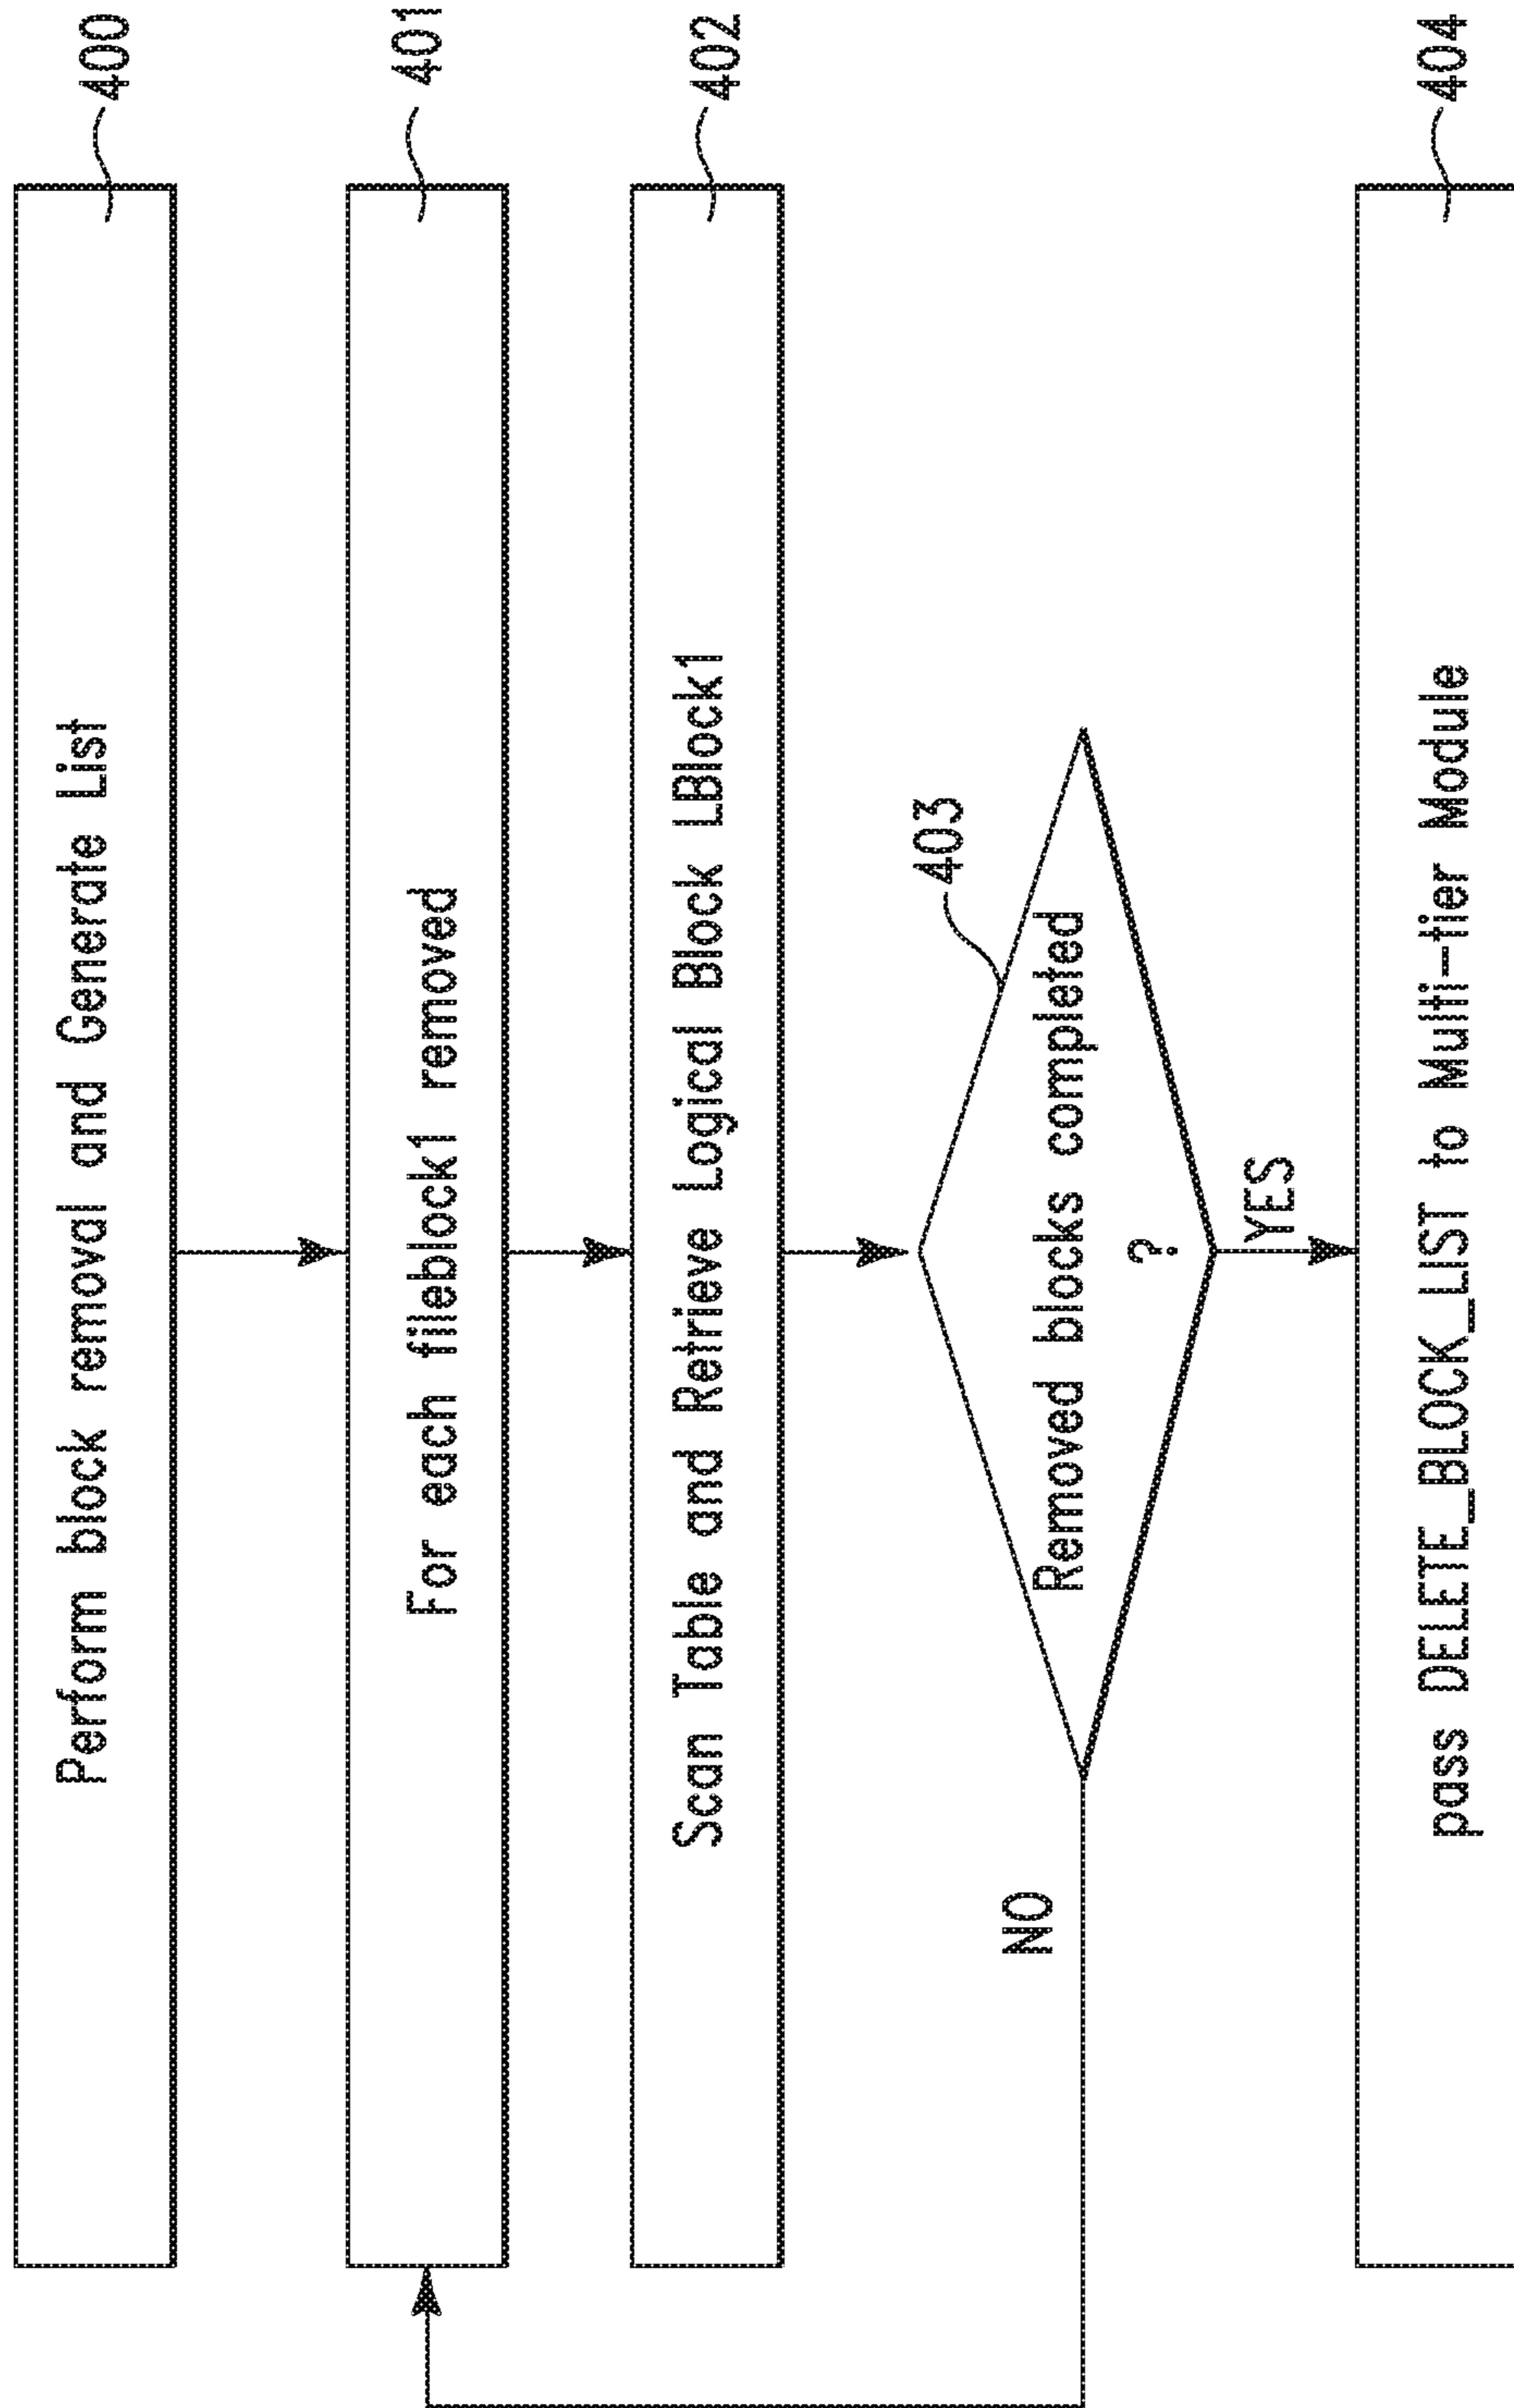 Perform block removal and Generate List
400
For each fileblock1 removed
401
Scan Table and Retrieve Logical Block LBlock1
402
403
Removed blocks completed
?
NO
YES
pass DELETE_BLOCK_LIST to Multi-tier Module
404